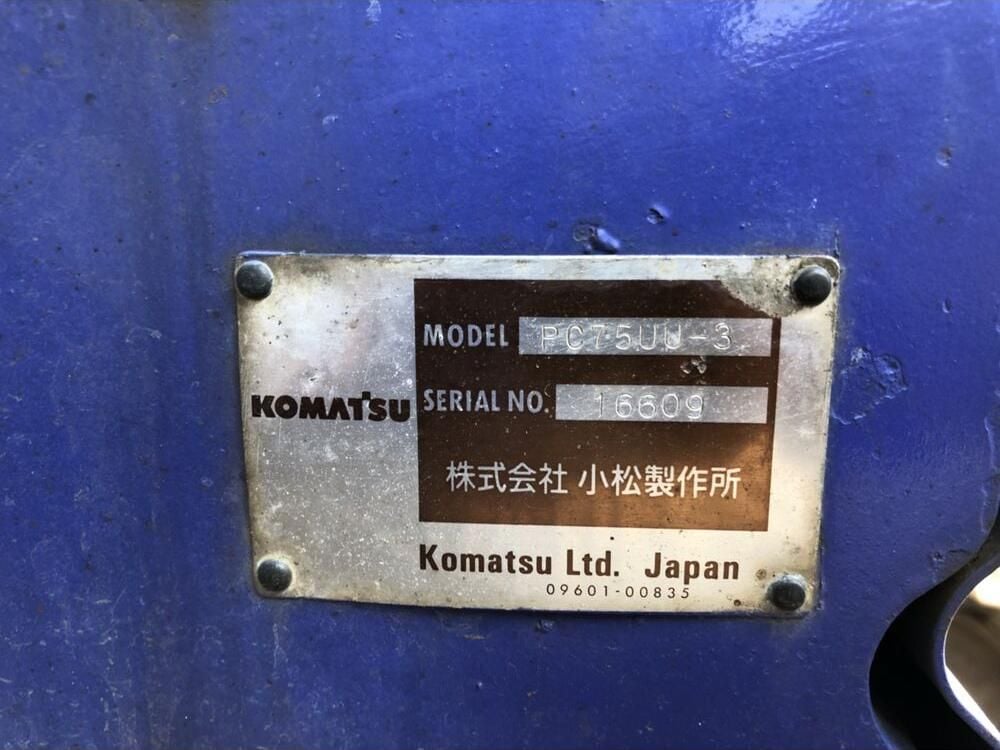 KOMATSU
MODEL PC75UU-3
SERIAL NO. 16609
株式会社 小松製作所
Komatsu Ltd. Japan
09601-00835